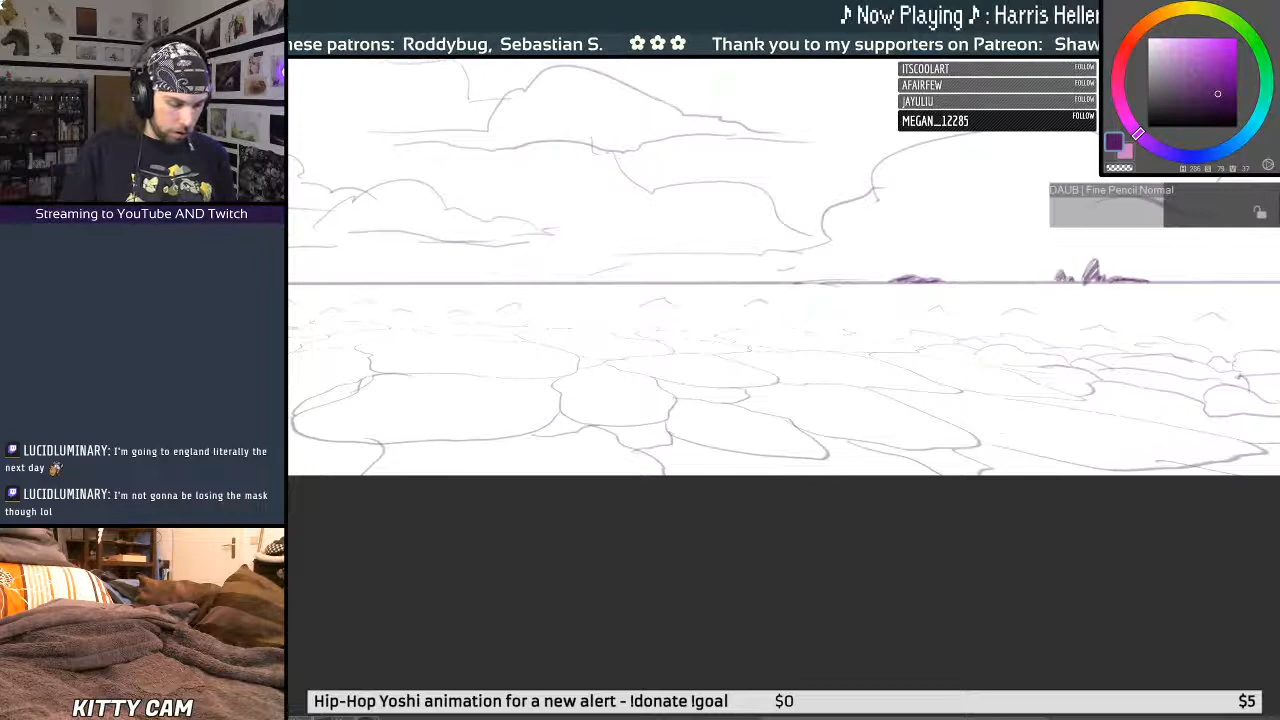 ♪ Now Playing ♪ : Harris Heller
hese patrons: Roddybug, Sebastian S. ✿ ✿ ✿ Thank you to my supporters on Patreon: Shaw
ITSCOOLART FOLLOW
AFAIRFEW FOLLOW
JAYULIU FOLLOW
MEGAN_12285 FOLLOW
DAUB | Fine Pencil Normal
Streaming to YouTube AND Twitch
LUCIDLUMINARY: I'm going to england literally the
next day
LUCIDLUMINARY: I'm not gonna be losing the mask
though lol
KITTY CAM
Hip-Hop Yoshi animation for a new alert - !donate !goal $0 $5